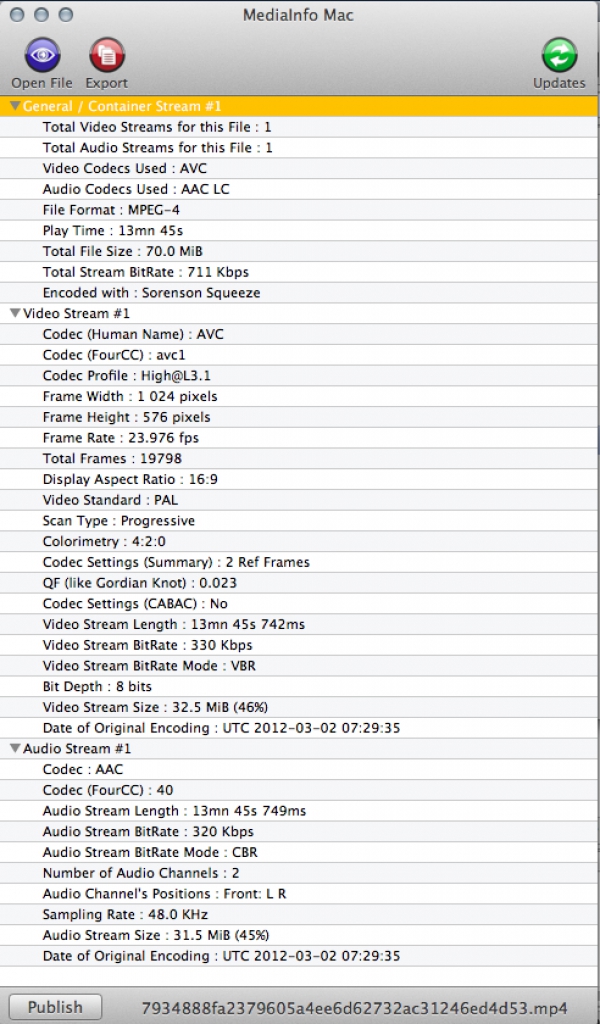 MediaInfo Mac
Open File
Export
Updates
General / Container Stream #1
Total Video Streams for this File : 1
Total Audio Streams for this File : 1
Video Codecs Used : AVC
Audio Codecs Used : AAC LC
File Format : MPEG-4
Play Time : 13mn 45s
Total File Size : 70.0 MiB
Total Stream BitRate : 711 Kbps
Encoded with : Sorenson Squeeze
Video Stream #1
Codec (Human Name) : AVC
Codec (FourCC) : avc1
Codec Profile : High@L3.1
Frame Width : 1 024 pixels
Frame Height : 576 pixels
Frame Rate : 23.976 fps
Total Frames : 19798
Display Aspect Ratio : 16:9
Video Standard : PAL
Scan Type : Progressive
Colorimetry : 4:2:0
Codec Settings (Summary) : 2 Ref Frames
QF (like Gordian Knot) : 0.023
Codec Settings (CABAC) : No
Video Stream Length : 13mn 45s 742ms
Video Stream BitRate : 330 Kbps
Video Stream BitRate Mode : VBR
Bit Depth : 8 bits
Video Stream Size : 32.5 MiB (46%)
Date of Original Encoding : UTC 2012-03-02 07:29:35
Audio Stream #1
Codec : AAC
Codec (FourCC) : 40
Audio Stream Length : 13mn 45s 749ms
Audio Stream BitRate : 320 Kbps
Audio Stream BitRate Mode : CBR
Number of Audio Channels : 2
Audio Channel's Positions : Front: L R
Sampling Rate : 48.0 KHz
Audio Stream Size : 31.5 MiB (45%)
Date of Original Encoding : UTC 2012-03-02 07:29:35
Publish
7934888fa2379605a4ee6d62732ac31246ed4d53.mp4